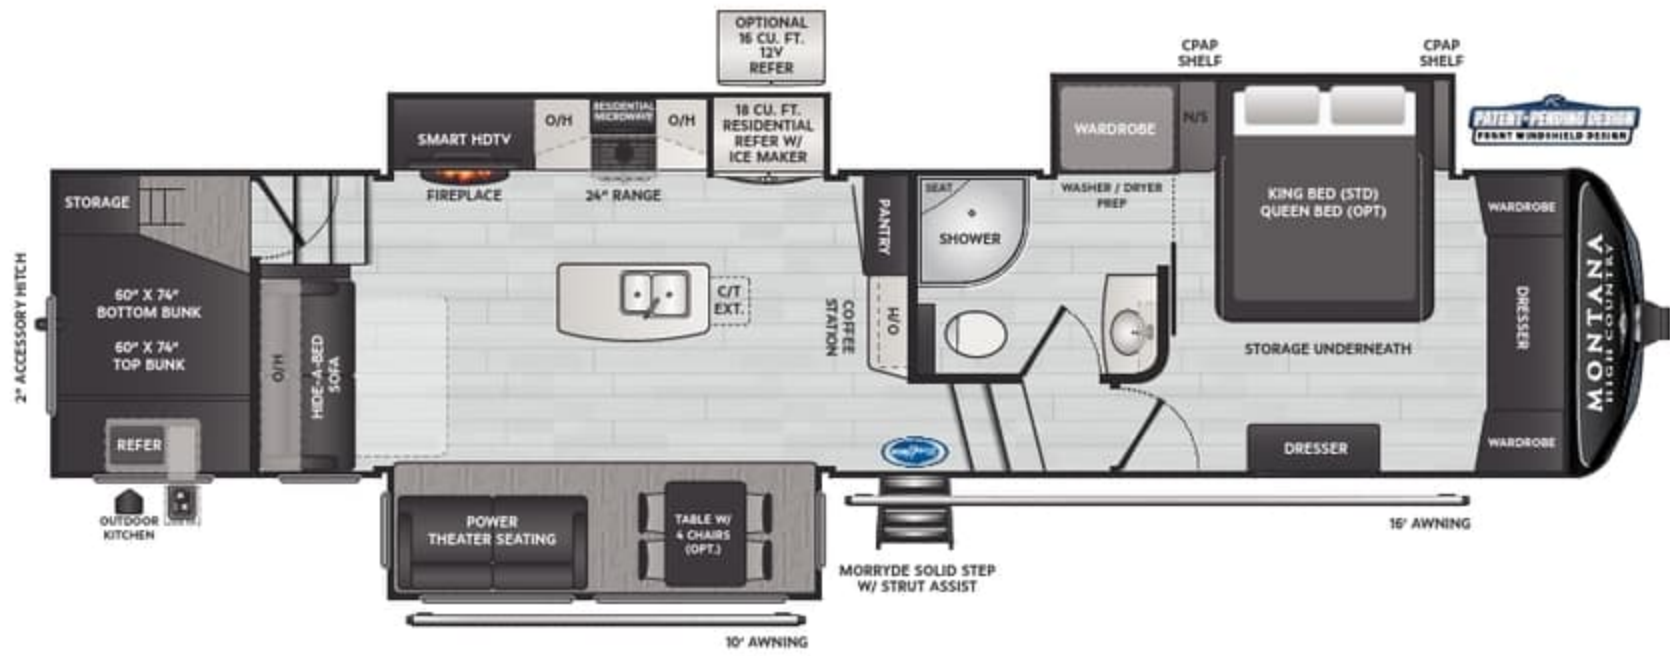 OPTIONAL
16 CU. FT.
12V
REFER
CPAP
SHELF
CPAP
SHELF
PATENT-PENDING DESIGN
FRONT WINDSHIELD DESIGN
SMART HDTV
O/H
RESIDENTIAL
MICROWAVE
O/H
18 CU. FT.
RESIDENTIAL
REFER W/
ICE MAKER
WARDROBE
N/S
FIREPLACE
24" RANGE
STORAGE
PANTRY
SEAT
SHOWER
WASHER / DRYER
PREP
KING BED (STD)
QUEEN BED (OPT)
WARDROBE
2" ACCESSORY HITCH
60" X 74"
BOTTOM BUNK
60" X 74"
TOP BUNK
O/H
HIDE-A-BED
SOFA
C/T
EXT.
COFFEE
STATION
O/H
STORAGE UNDERNEATH
DRESSER
MONTANA
HIGH COUNTRY
REFER
DRESSER
WARDROBE
OUTDOOR
KITCHEN
POWER
THEATER SEATING
TABLE W/
4 CHAIRS
(OPT.)
16' AWNING
MORRYDE SOLID STEP
W/ STRUT ASSIST
10' AWNING